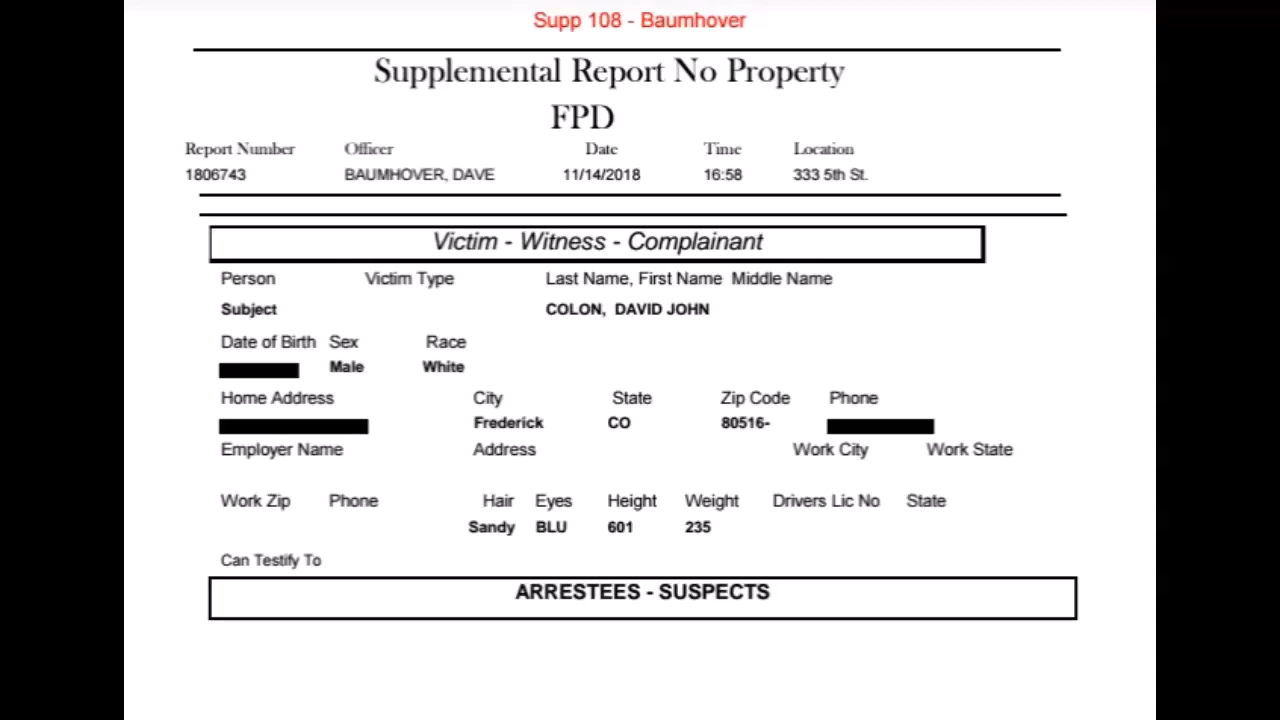 Supp 108 - Baumhover
Supplemental Report No Property
FPD
Report Number Officer Date Time Location
1806743 BAUMHOVER, DAVE 11/14/2018 16:58 333 5th St.
Victim - Witness - Complainant
Person Victim Type Last Name, First Name Middle Name
Subject COLON, DAVID JOHN
Date of Birth Sex Race
Male White
Home Address City State Zip Code Phone
Frederick CO 80516-
Employer Name Address Work City Work State
Work Zip Phone Hair Eyes Height Weight Drivers Lic No State
Sandy BLU 601 235
Can Testify To
ARRESTEES - SUSPECTS